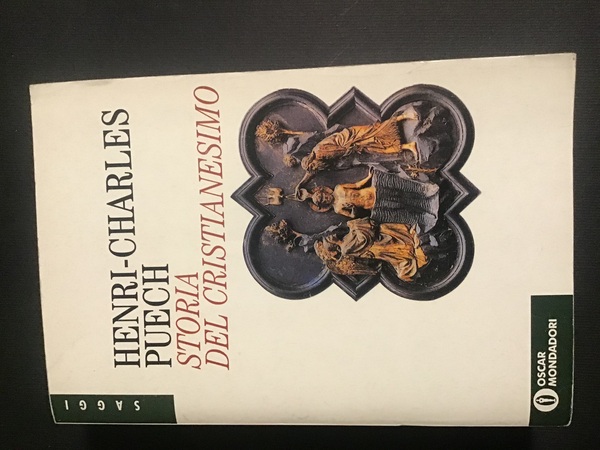 SAGGI
HENRI-CHARLES
PUECH
STORIA
DEL CRISTIANESIMO
OSCAR
MONDADORI